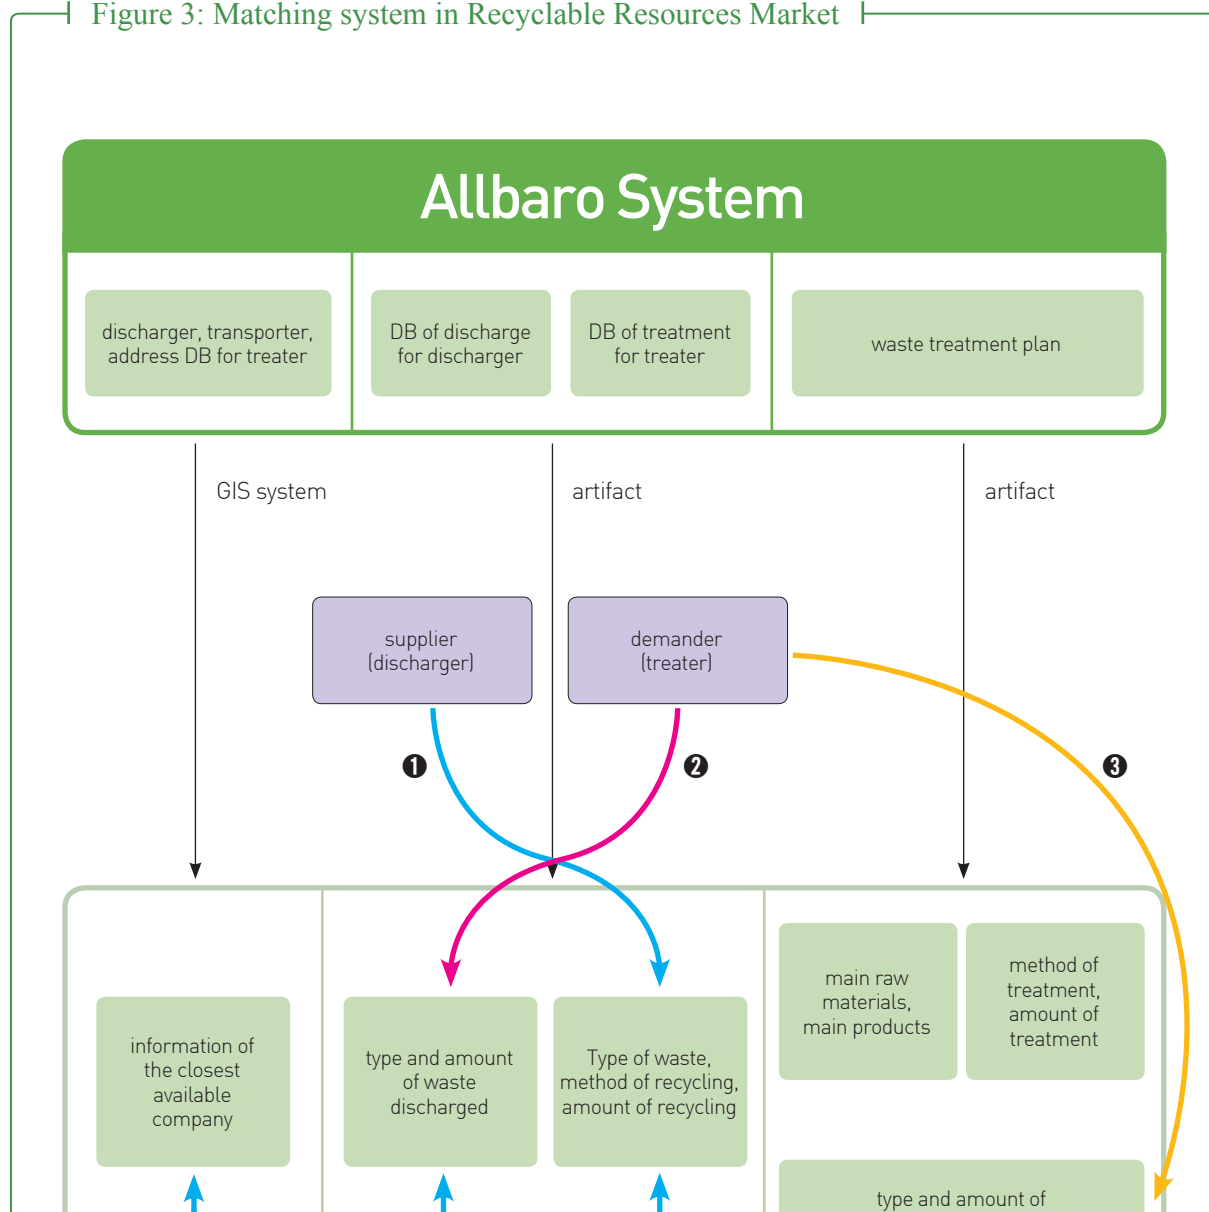 Figure 3: Matching system in Recyclable Resources Market
Allbaro System
discharger, transporter,
address DB for treater
DB of discharge
for discharger
DB of treatment
for treater
waste treatment plan
GIS system
artifact
artifact
supplier
(discharger)
demander
(treater)
1
2
3
information of
the closest
available
company
type and amount
of waste
discharged
Type of waste,
method of recycling,
amount of recycling
main raw
materials,
main products
method of
treatment,
amount of
treatment
type and amount of